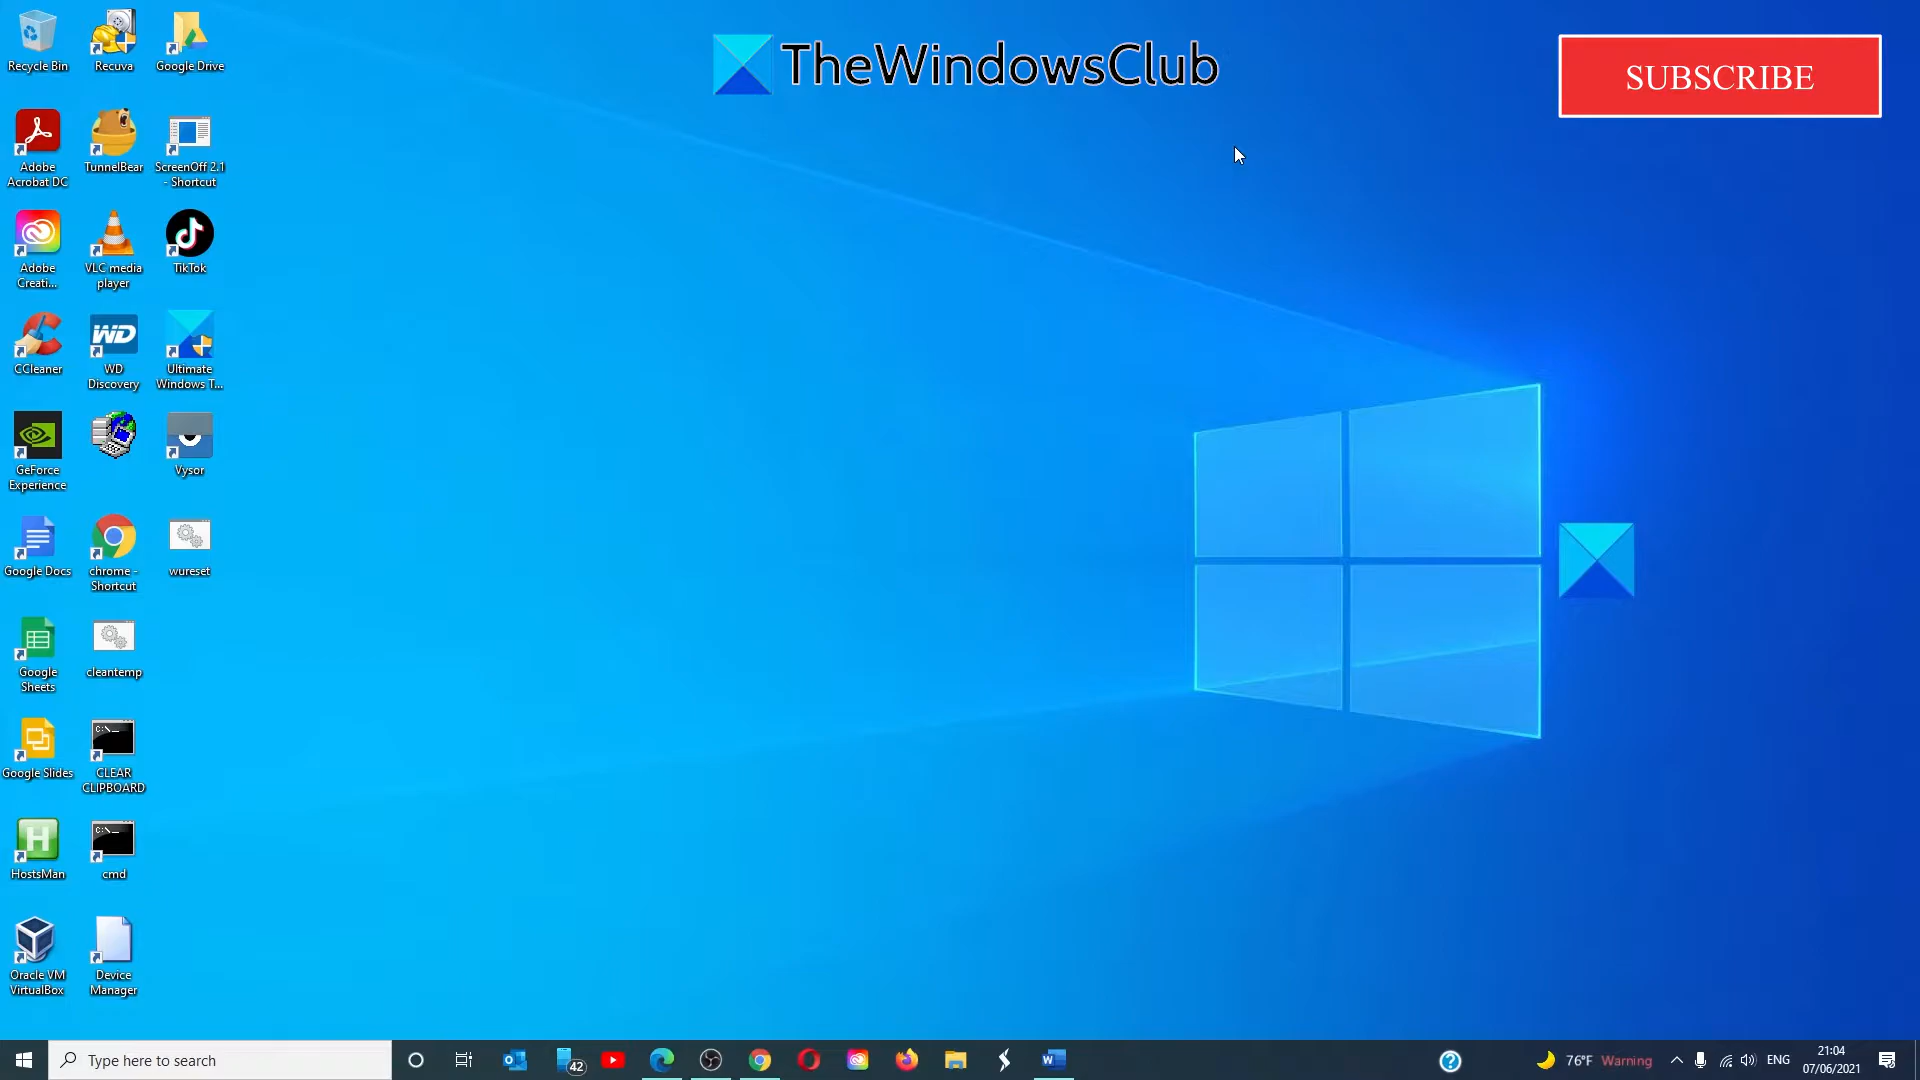 TheWindowsClub
SUBSCRIBE
Recycle Bin
Recuva
Google Drive
Adobe
Acrobat DC
TunnelBear
ScreenOff 2.1
- Shortcut
Adobe
Creati...
VLC media
player
TikTok
CCleaner
WD
WD
Discovery
Ultimate
Windows T...
GeForce
Experience
Vysor
Google Docs
chrome -
Shortcut
wureset
Google
Sheets
cleantemp
Google Slides
C:\_
CLEAR
CLIPBOARD
H
HostsMan
C:\_
cmd
Oracle VM
VirtualBox
Device
Manager
Type here to search
42
76°F Warning
ENG
21:04
07/06/2021